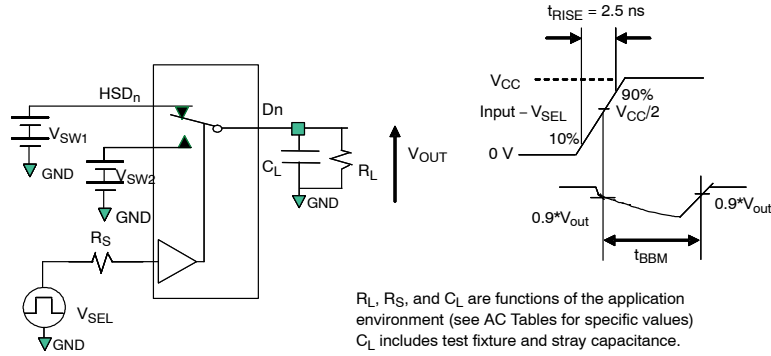 tRISE = 2.5 ns
HSDn
Dn
VSW1
GND
VSW2
GND
CL
RL
GND
VOUT
RS
VSEL
GND
VCC
90%
Input – VSEL
VCC/2
10%
0 V
0.9*Vout
0.9*Vout
tBBM
RL, RS, and CL are functions of the application
environment (see AC Tables for specific values)
CL includes test fixture and stray capacitance.